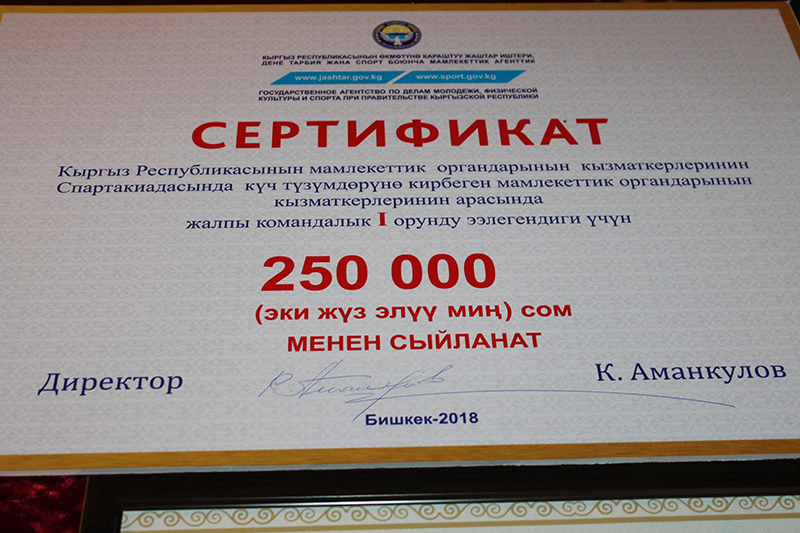 КЫРГЫЗ РЕСПУБЛИКАСЫНЫН ӨКМӨТҮНӨ КАРАШТУУ ЖАШТАР ИШТЕРИ,
ДЕНЕ ТАРБИЯ ЖАНА СПОРТ БОЮНЧА МАМЛЕКЕТТИК АГЕНТТИК
www.jashtar.gov.kg www.sport.gov.kg
ГОСУДАРСТВЕННОЕ АГЕНТСТВО ПО ДЕЛАМ МОЛОДЕЖИ, ФИЗИЧЕСКОЙ
КУЛЬТУРЫ И СПОРТА ПРИ ПРАВИТЕЛЬСТВЕ КЫРГЫЗСКОЙ РЕСПУБЛИКИ
СЕРТИФИКАТ
Кыргыз Республикасынын мамлекеттик органдарынын кызматкерлеринин
Спартакиадасында күч түзүмдөрүнө кирбеген мамлекеттик органдарынын
кызматкерлеринин арасында
жалпы командалык I орунду ээлегендиги үчүн
250 000
(эки жүз элүү миң) сом
МЕНЕН СЫЙЛАНАТ
Директор К. Аманкулов
Бишкек-2018